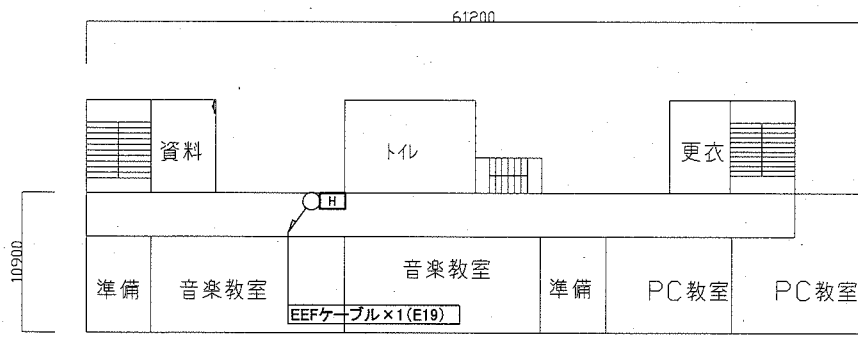 61200
資料
トイレ
更衣
H
10900
準備
音楽教室
音楽教室
準備
PC教室
PC教室
EEFケーブル×1(E19)